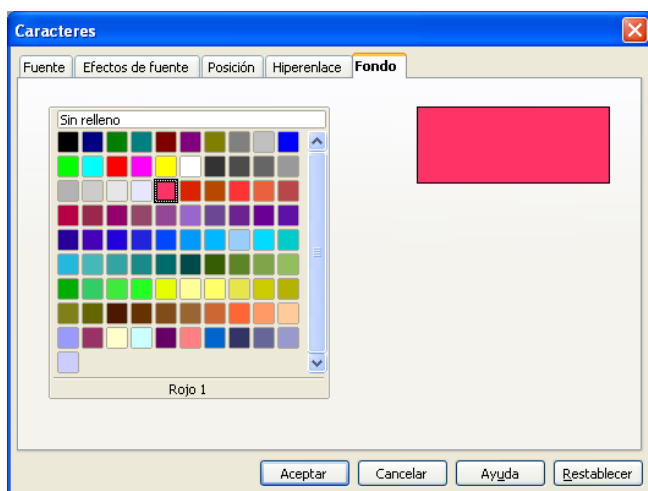 Caracteres
Fuente Efectos de fuente Posición Hiperenlace Fondo
Sin relleno
Rojo 1
Aceptar Cancelar Ayuda Restablecer